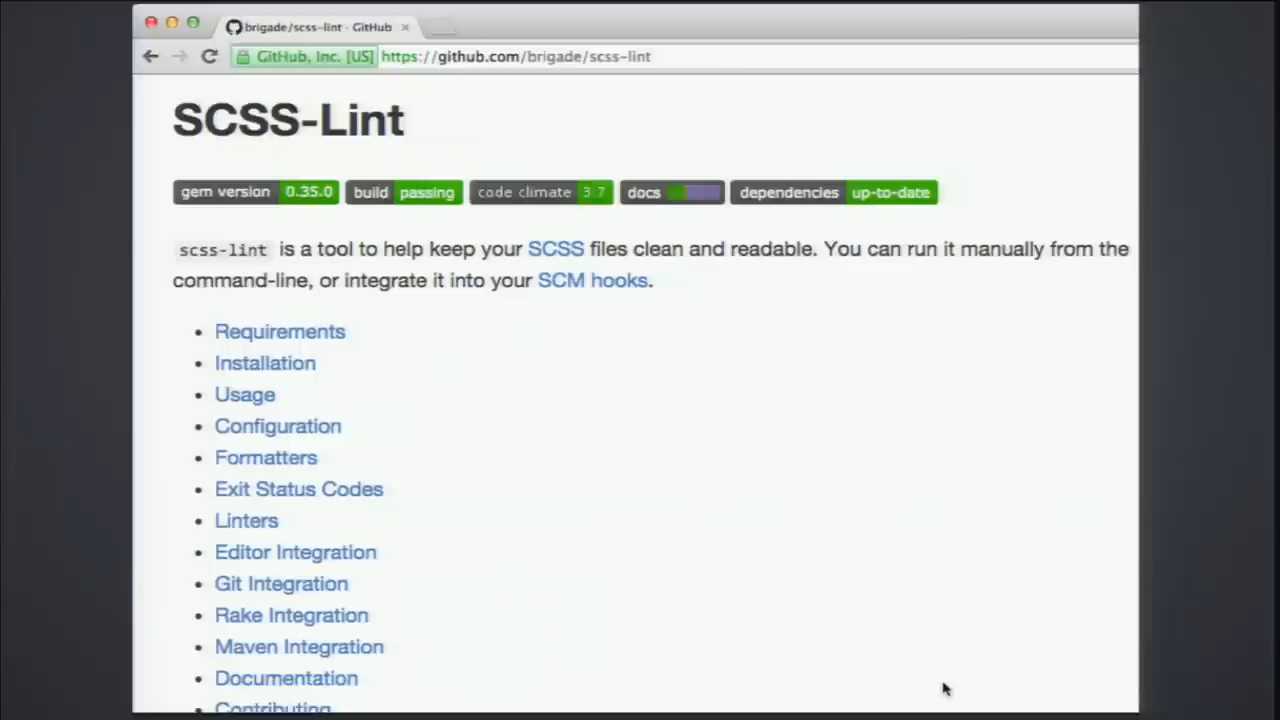 brigade/scss-lint · GitHub
GitHub, Inc. [US] https://github.com/brigade/scss-lint
SCSS-Lint
gem version 0.35.0 build passing code climate 3.7 docs dependencies up-to-date
scss-lint is a tool to help keep your SCSS files clean and readable. You can run it manually from the
command-line, or integrate it into your SCM hooks.
• Requirements
• Installation
• Usage
• Configuration
• Formatters
• Exit Status Codes
• Linters
• Editor Integration
• Git Integration
• Rake Integration
• Maven Integration
• Documentation
• Contributing